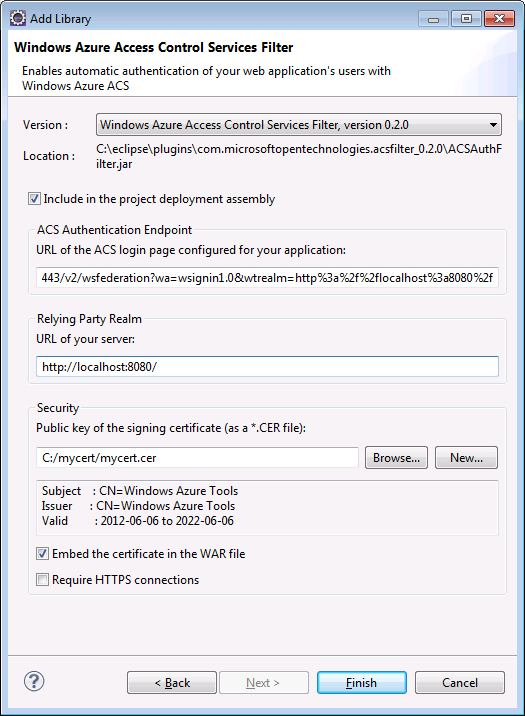 Add Library
Windows Azure Access Control Services Filter
Enables automatic authentication of your web application's users with
Windows Azure ACS
Version :
Windows Azure Access Control Services Filter, version 0.2.0
Location :
C:\eclipse\plugins\com.microsoftopentechnologies.acsfilter_0.2.0\ACSAuthF
ilter.jar
Include in the project deployment assembly
ACS Authentication Endpoint
URL of the ACS login page configured for your application:
443/v2/wsfederation?wa=wsignin1.0&wtrealm=http%3a%2f%2flocalhost%3a8080%2f
Relying Party Realm
URL of your server:
http://localhost:8080/
Security
Public key of the signing certificate (as a *.CER file):
C:/mycert/mycert.cer
Browse...
New...
Subject : CN=Windows Azure Tools
Issuer : CN=Windows Azure Tools
Valid : 2012-06-06 to 2022-06-06
Embed the certificate in the WAR file
Require HTTPS connections
?
< Back
Next >
Finish
Cancel